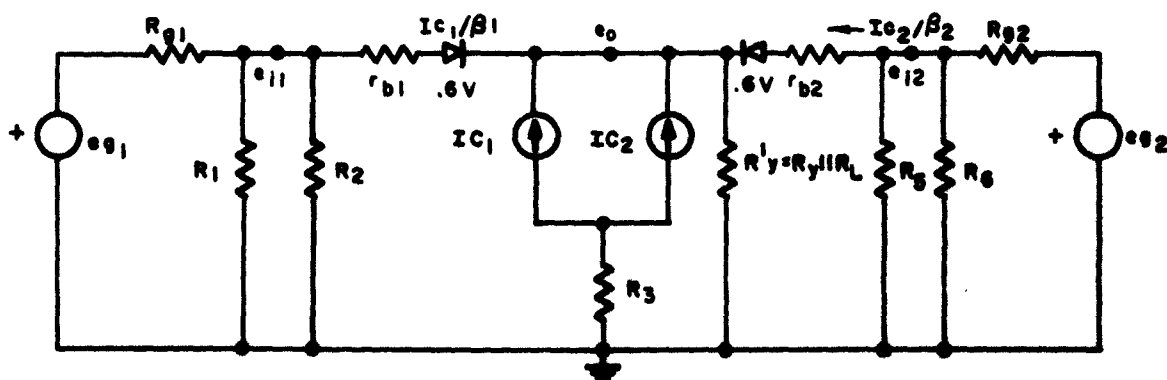 Rg1
Ic1/β1
eo
←Ic2/β2
Rg2
ei1
rb1
.6V
.6V
rb2
ei2
+
eg1
R1
R2
IC1
IC2
R'y=Ry||RL
R5
R6
+
eg2
R3